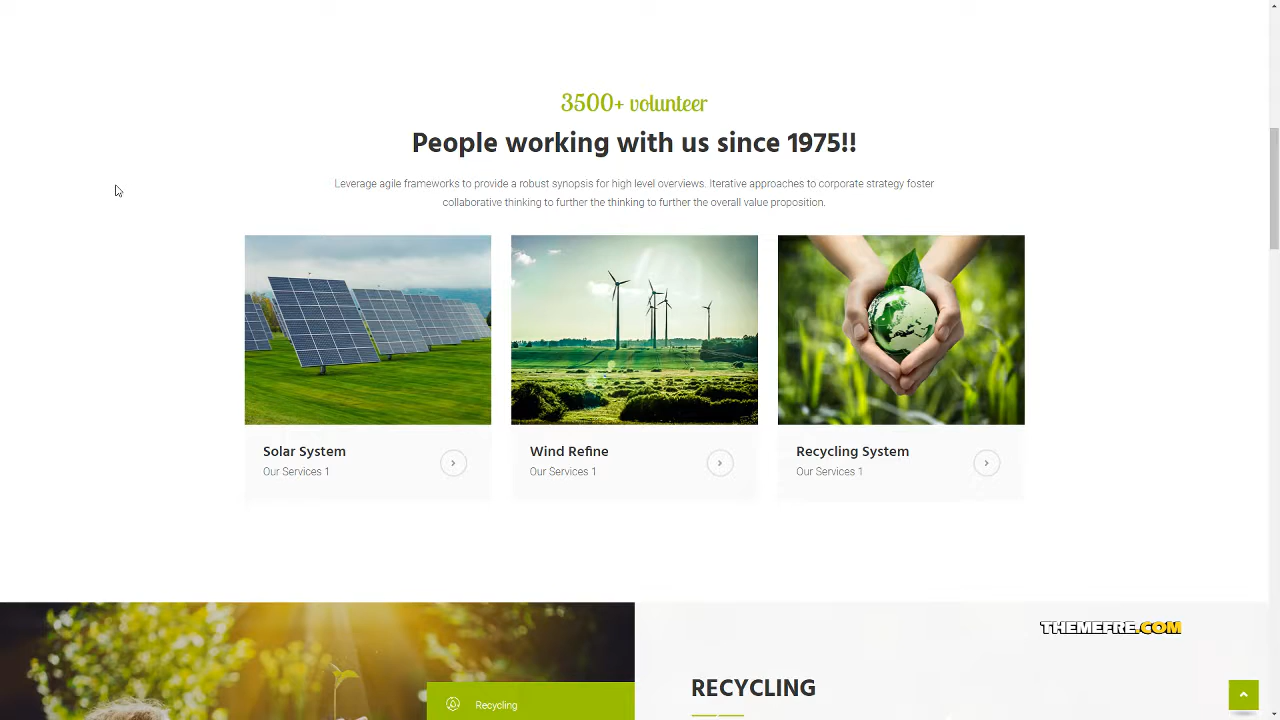 3500+ volunteer
People working with us since 1975!!
Leverage agile frameworks to provide a robust synopsis for high level overviews. Iterative approaches to corporate strategy foster
collaborative thinking to further the thinking to further the overall value proposition.
Solar System
Our Services 1
Wind Refine
Our Services 1
Recycling System
Our Services 1
THEMEFRE.COM
Recycling
RECYCLING